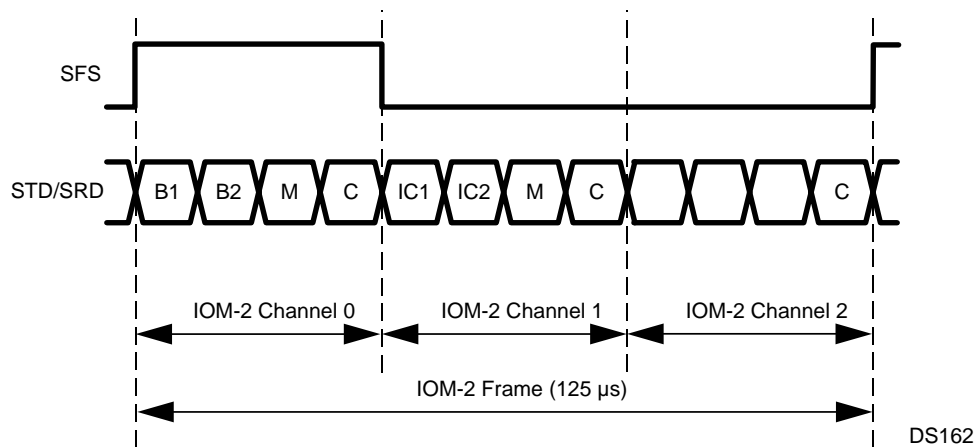 SFS
STD/SRD
B1 B2 M C IC1 IC2 M C C
IOM-2 Channel 0 IOM-2 Channel 1 IOM-2 Channel 2
IOM-2 Frame (125 µs)
DS162